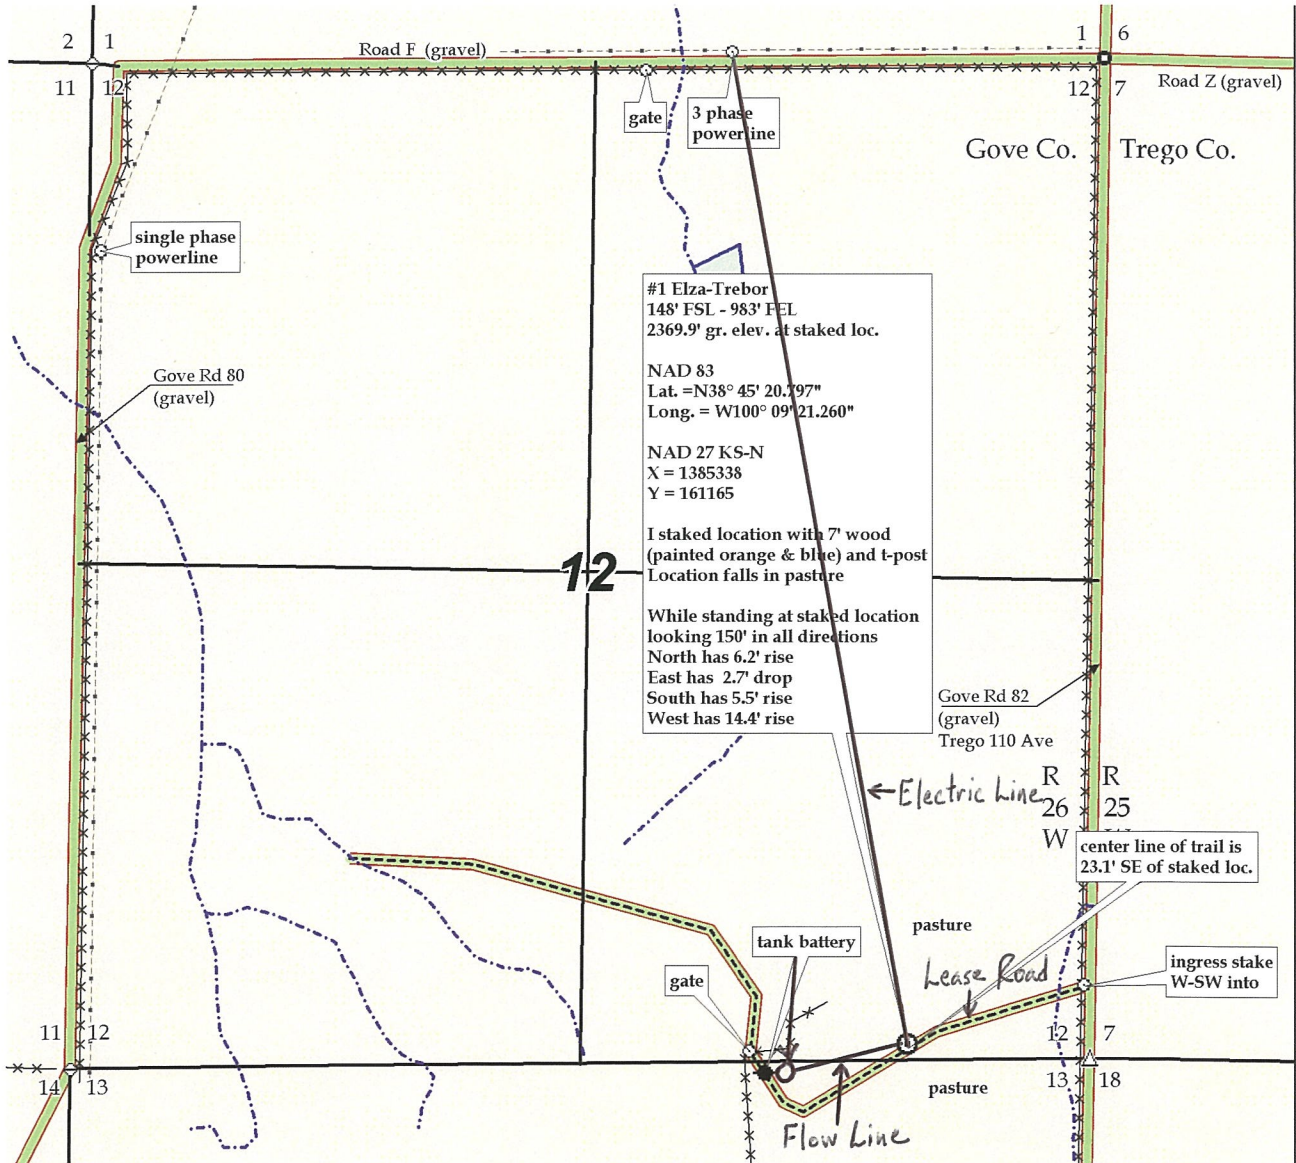 2 1
11 12
Road F (gravel)
1 6
12 7
Road Z (gravel)
gate
3 phase
powerline
Gove Co. Trego Co.
single phase
powerline
#1 Elza-Trebor
148' FSL - 983' FEL
2369.9' gr. elev. at staked loc.
NAD 83
Lat. =N38° 45' 20.797"
Long. = W100° 09' 21.260"
NAD 27 KS-N
X = 1385338
Y = 161165
I staked location with 7' wood
(painted orange & blue) and t-post
Location falls in pasture
While standing at staked location
looking 150' in all directions
North has 6.2' rise
East has 2.7' drop
South has 5.5' rise
West has 14.4' rise
Gove Rd 80
(gravel)
12
Gove Rd 82
(gravel)
Trego 110 Ave
Electric Line
R R
26 25
W
center line of trail is
23.1' SE of staked loc.
pasture
tank battery
gate
Lease Road
ingress stake
W-SW into
11 12
14 13
12 7
13 18
pasture
Flow Line